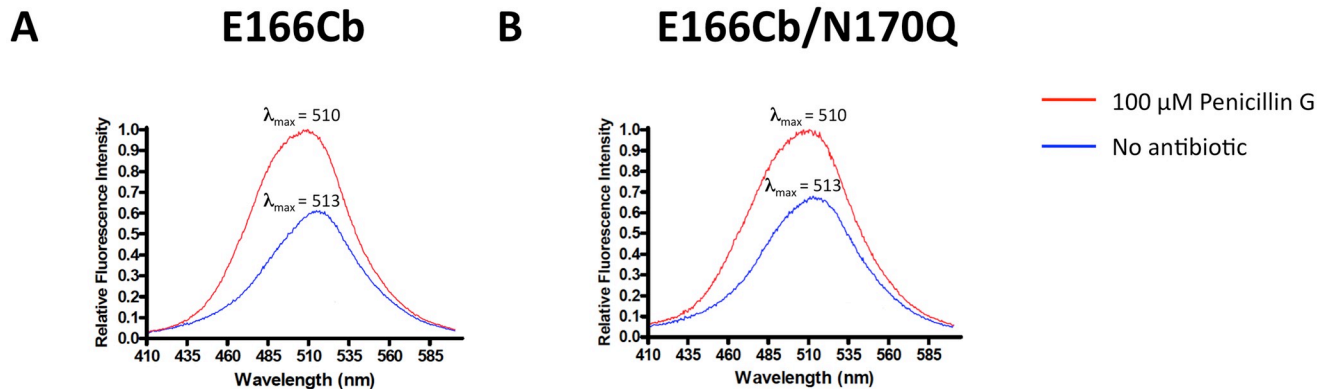 A
E166Cb
B
E166Cb/N170Q
100 μM Penicillin G
No antibiotic
λmax = 510
λmax = 513
Relative Fluorescence Intensity
1.0
0.9
0.8
0.7
0.6
0.5
0.4
0.3
0.2
0.1
0.0
410 435 460 485 510 535 560 585
Wavelength (nm)
λmax = 510
λmax = 513
Relative Fluorescence Intensity
1.0
0.9
0.8
0.7
0.6
0.5
0.4
0.3
0.2
0.1
0.0
410 435 460 485 510 535 560 585
Wavelength (nm)